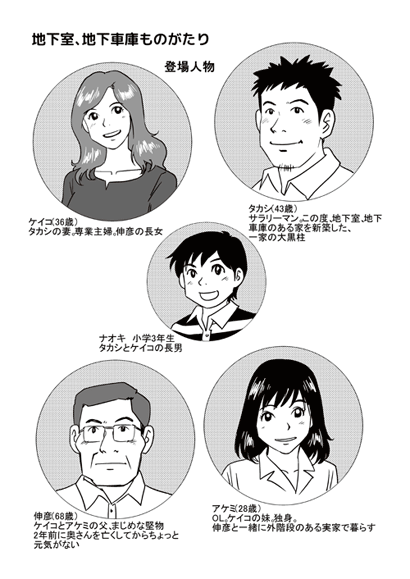 地下室、地下車庫ものがたり
登場人物
ケイコ(36歳)
タカシの妻。専業主婦。伸彦の長女
タカシ(43歳)
サラリーマン。この度、地下室、地下
車庫のある家を新築した、
一家の大黒柱
ナオキ 小学3年生
タカシとケイコの長男
伸彦(68歳)
ケイコとアケミの父、まじめな堅物
2年前に奥さんを亡くしてからちょっと
元気がない
アケミ(28歳)
OL。ケイコの妹。独身。
伸彦と一緒に外階段のある実家で暮らす